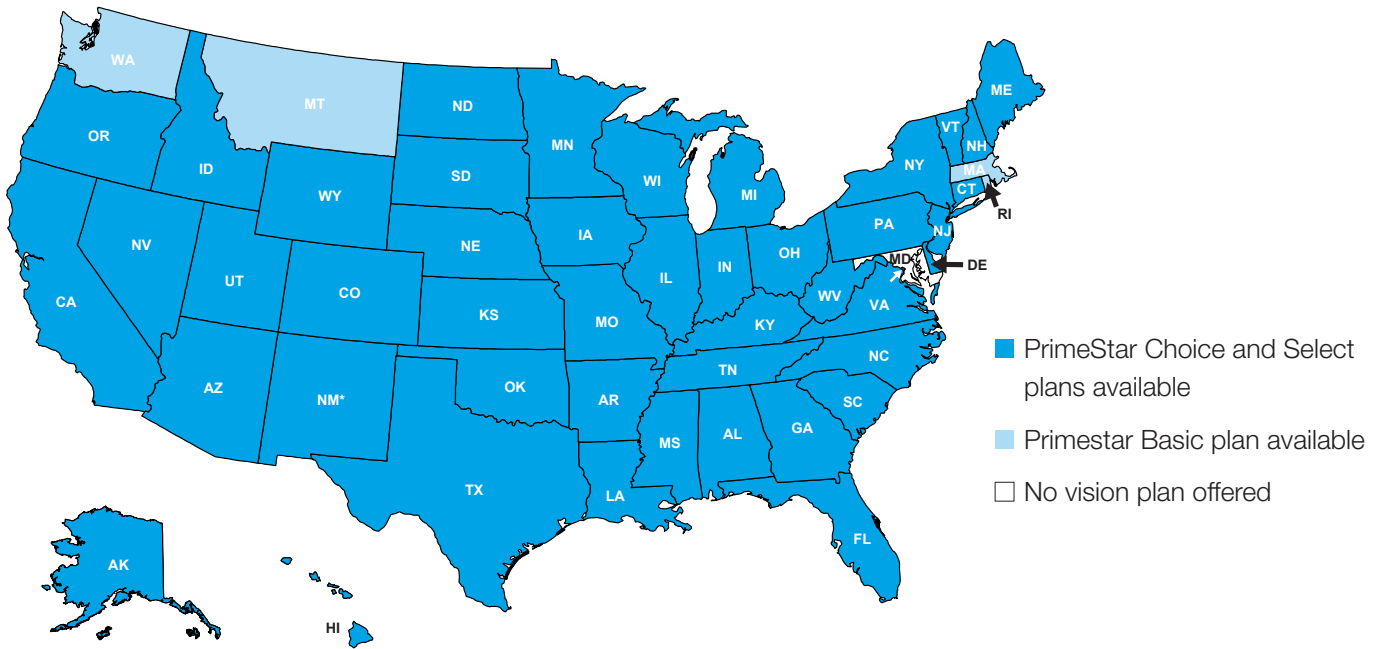 WA
MT
ND
ME
OR
MN
VT
NH
ID
SD
WI
NY
MA
WY
MI
CT
RI
IA
PA
NE
NJ
NV
OH
MD
DE
UT
IL
IN
CO
WV
CA
VA
KS
MO
KY
PrimeStar Choice and Select
plans available
NC
TN
AZ
OK
NM*
AR
SC
GA
AL
MS
Primestar Basic plan available
TX
LA
No vision plan offered
FL
AK
HI